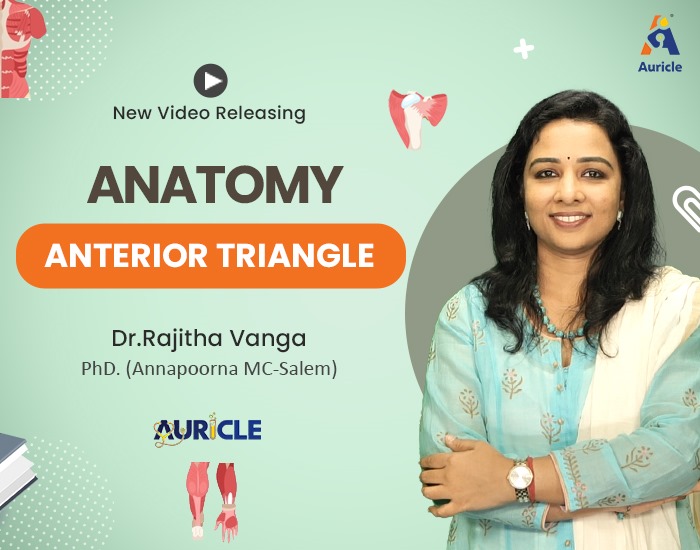 Auricle
New Video Releasing
ANATOMY
ANTERIOR TRIANGLE
Dr.Rajitha Vanga
PhD. (Annapoorna MC-Salem)
AURICLE